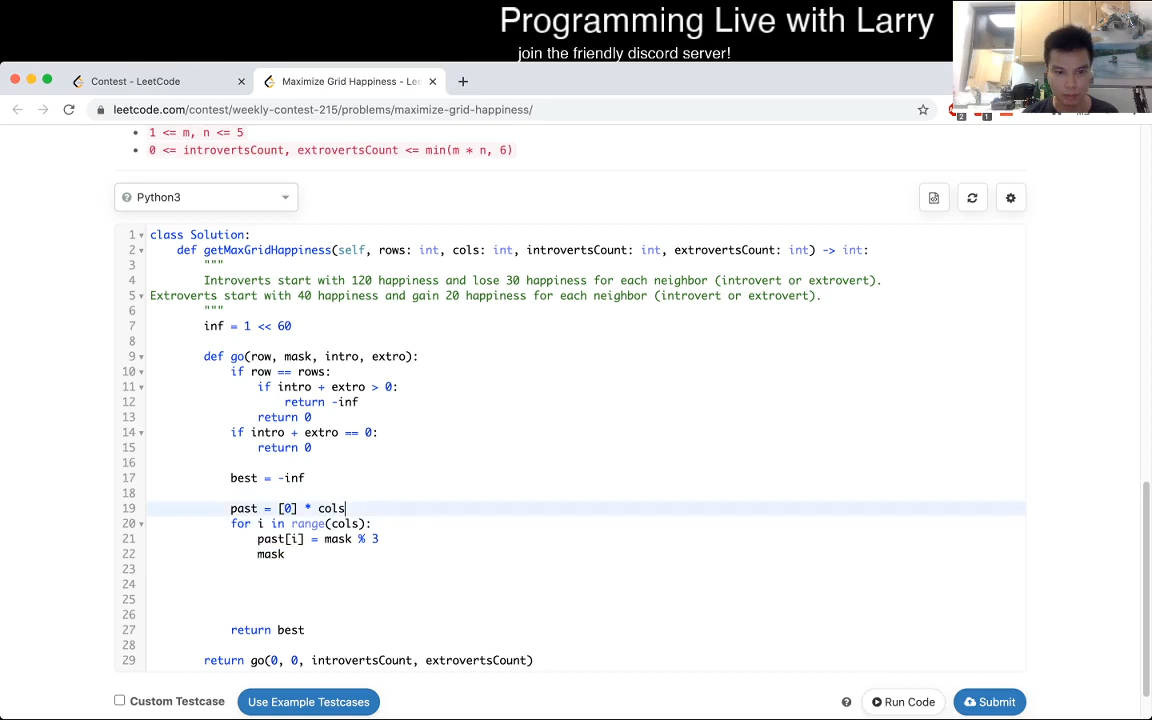 Programming Live with Larry
join the friendly discord server!
Contest - LeetCode
Maximize Grid Happiness - Lee
leetcode.com/contest/weekly-contest-215/problems/maximize-grid-happiness/
2
1
1 <= m, n <= 5
0 <= introvertsCount, extrovertsCount <= min(m * n, 6)
Python3
1 class Solution:
2 def getMaxGridHappiness(self, rows: int, cols: int, introvertsCount: int, extrovertsCount: int) -> int:
3 """
4 Introverts start with 120 happiness and lose 30 happiness for each neighbor (introvert or extrovert).
5 Extroverts start with 40 happiness and gain 20 happiness for each neighbor (introvert or extrovert).
6 """
7 inf = 1 << 60
8
9 def go(row, mask, intro, extro):
10 if row == rows:
11 if intro + extro > 0:
12 return -inf
13 return 0
14 if intro + extro == 0:
15 return 0
16
17 best = -inf
18
19 past = [0] * cols
20 for i in range(cols):
21 past[i] = mask % 3
22 mask
23
24
25
26
27 return best
28
29 return go(0, 0, introvertsCount, extrovertsCount)
Custom Testcase
Use Example Testcases
Run Code
Submit